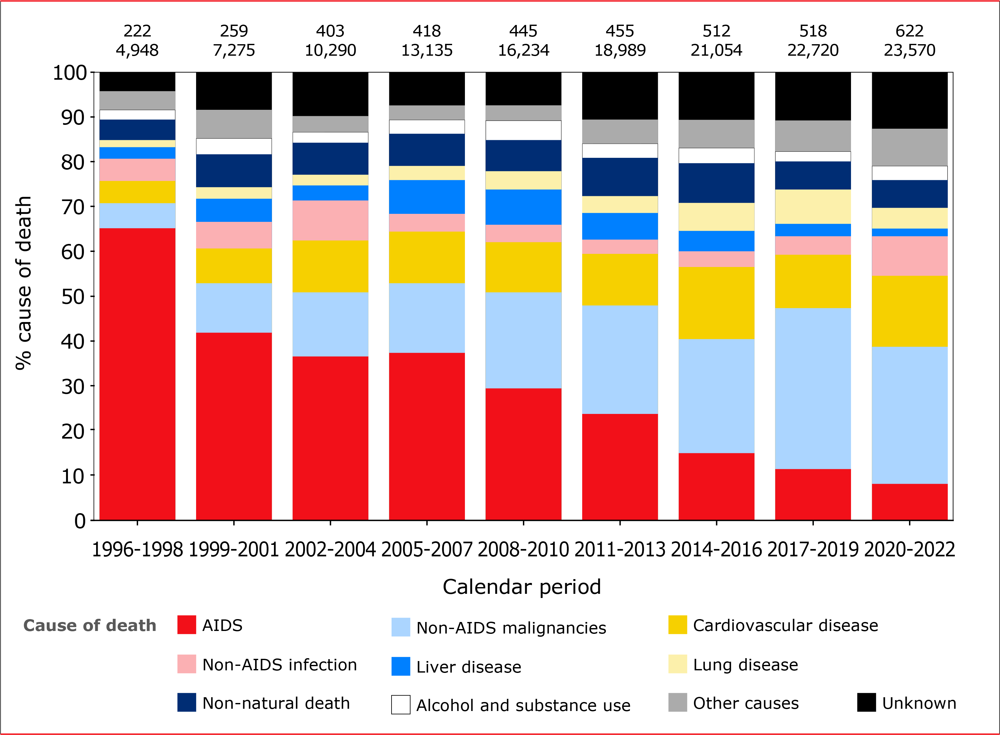 222 259 403 418 445 455 512 518 622
4,948 7,275 10,290 13,135 16,234 18,989 21,054 22,720 23,570
100
90
80
70
60
50
40
30
20
10
0
% cause of death
1996-1998 1999-2001 2002-2004 2005-2007 2008-2010 2011-2013 2014-2016 2017-2019 2020-2022
Calendar period
Cause of death AIDS Non-AIDS malignancies Cardiovascular disease
Non-AIDS infection Liver disease Lung disease
Non-natural death Alcohol and substance use Other causes Unknown